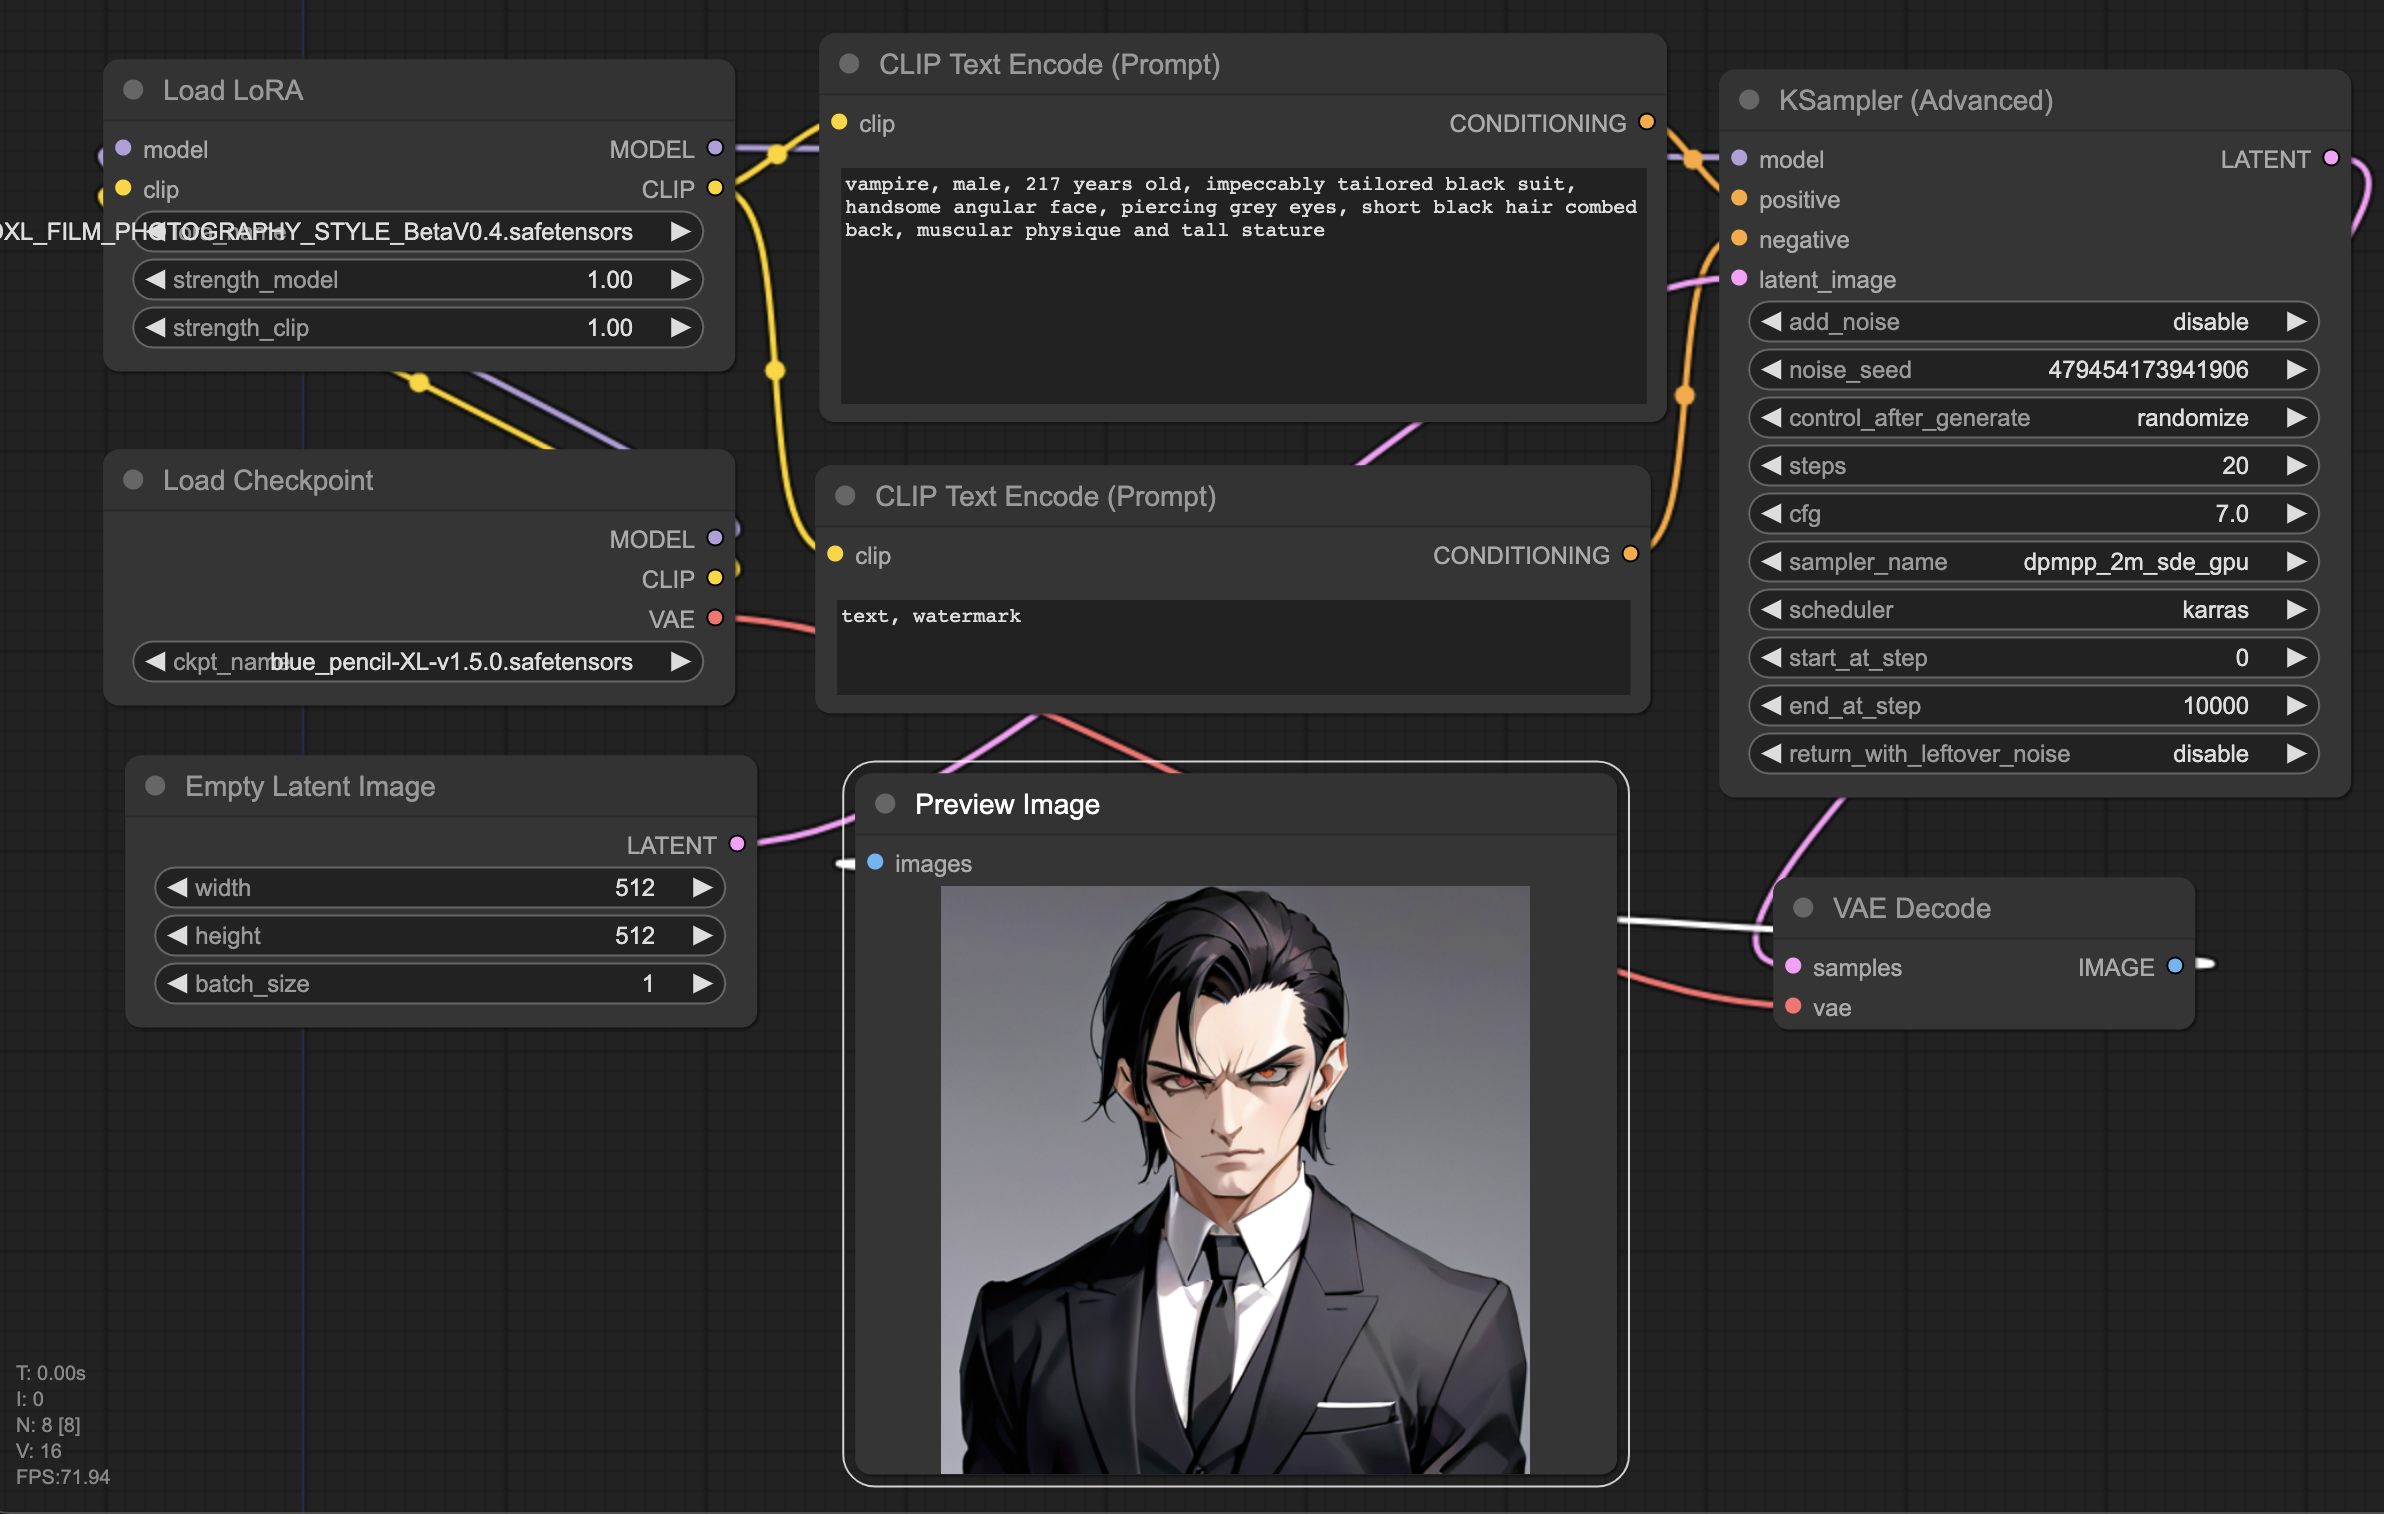 Load LoRA
model
MODEL
clip
CLIP
XL_FILM_PHOTOGRAPHY_STYLE_BetaV0.4.safetensors
strength_model 1.00
strength_clip 1.00
Load Checkpoint
MODEL
CLIP
VAE
ckpt_name blue_pencil-XL-v1.5.0.safetensors
Empty Latent Image
LATENT
width 512
height 512
batch_size 1
CLIP Text Encode (Prompt)
clip
CONDITIONING
vampire, male, 217 years old, impeccably tailored black suit,
handsome angular face, piercing grey eyes, short black hair combed
back, muscular physique and tall stature
CLIP Text Encode (Prompt)
clip
CONDITIONING
text, watermark
Preview Image
images
KSampler (Advanced)
model
LATENT
positive
negative
latent_image
add_noise disable
noise_seed 479454173941906
control_after_generate randomize
steps 20
cfg 7.0
sampler_name dpmpp_2m_sde_gpu
scheduler karras
start_at_step 0
end_at_step 10000
return_with_leftover_noise disable
VAE Decode
samples
IMAGE
vae
T: 0.00s
I: 0
N: 8 [8]
V: 16
FPS:71.94